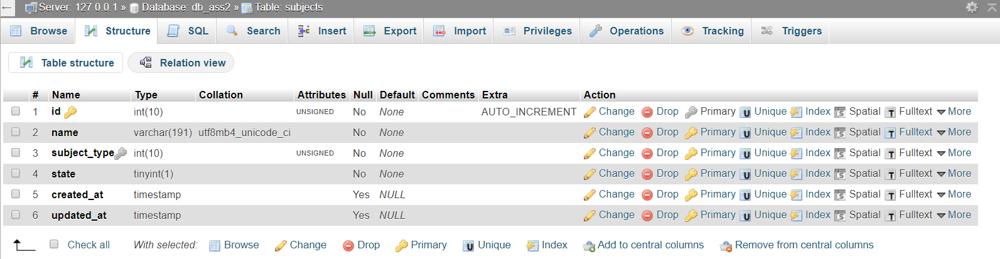 Server: 127.0.0.1 » Database: db_ass2 » Table: subjects
Browse Structure SQL Search Insert Export Import Privileges Operations Tracking Triggers
Table structure Relation view
# Name Type Collation Attributes Null Default Comments Extra Action
1 id int(10) UNSIGNED No None AUTO_INCREMENT Change Drop Primary Unique Index Spatial Fulltext More
2 name varchar(191) utf8mb4_unicode_ci No None Change Drop Primary Unique Index Spatial Fulltext More
3 subject_type int(10) UNSIGNED No None Change Drop Primary Unique Index Spatial Fulltext More
4 state tinyint(1) No None Change Drop Primary Unique Index Spatial Fulltext More
5 created_at timestamp Yes NULL Change Drop Primary Unique Index Spatial Fulltext More
6 updated_at timestamp Yes NULL Change Drop Primary Unique Index Spatial Fulltext More
Check all With selected: Browse Change Drop Primary Unique Index Add to central columns Remove from central columns